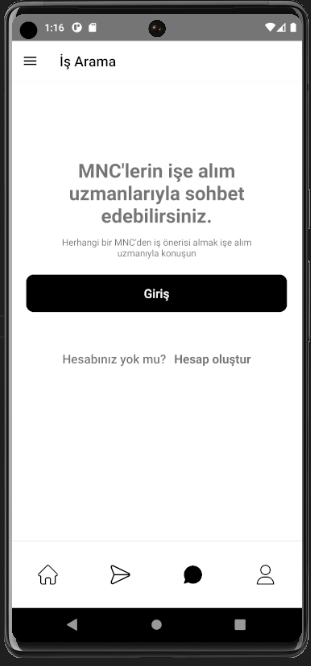 1:16
İş Arama
MNC'lerin işe alım
uzmanlarıyla sohbet
edebilirsiniz.
Herhangi bir MNC'den iş önerisi almak işe alım
uzmanıyla konuşun
Giriş
Hesabınız yok mu? Hesap oluştur